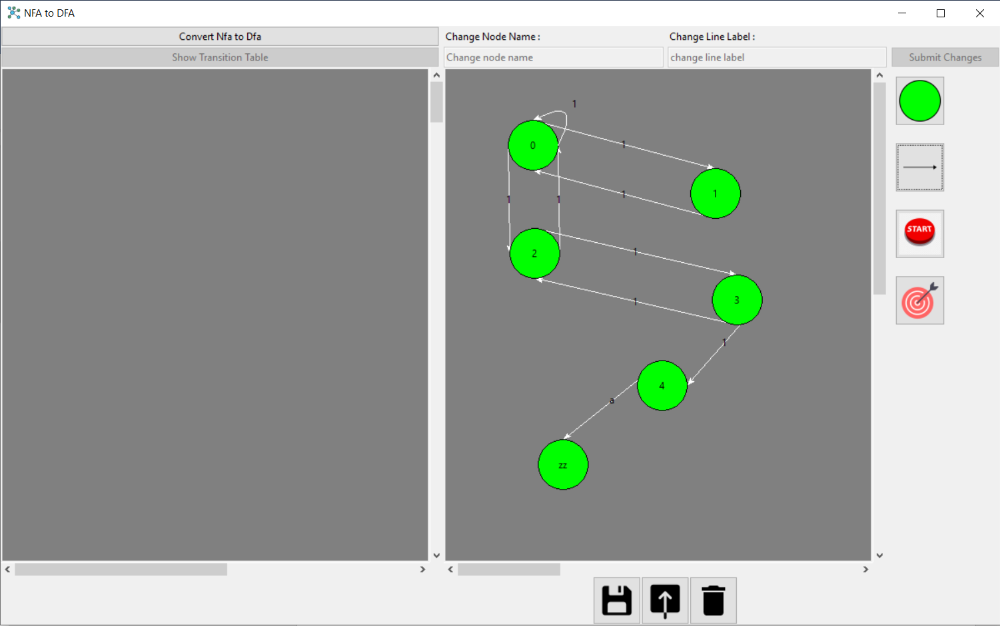 NFA to DFA
Convert Nfa to Dfa
Change Node Name :
Change Line Label :
Show Transition Table
Change node name
change line label
Submit Changes
1
0
1
1
1
1
1
START
1
2
1
3
1
4
a
zz